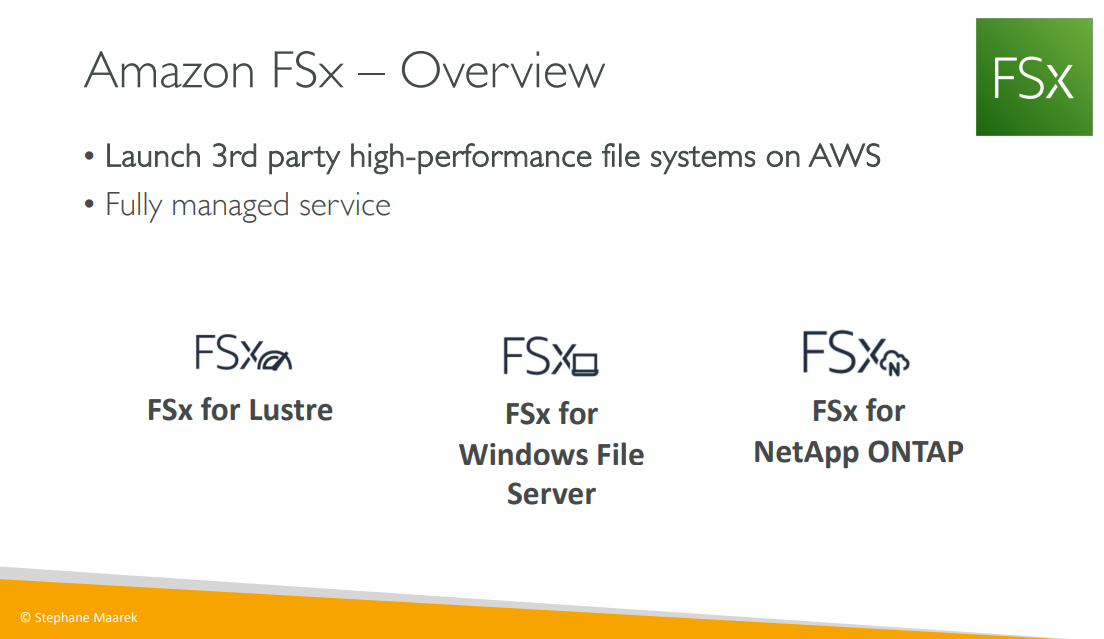 Amazon FSx – Overview
FSx
• Launch 3rd party high-performance file systems on AWS
• Fully managed service
FSx
FSx for Lustre
FSx
FSx for
Windows File
Server
FSx
N
FSx for
NetApp ONTAP
© Stephane Maarek